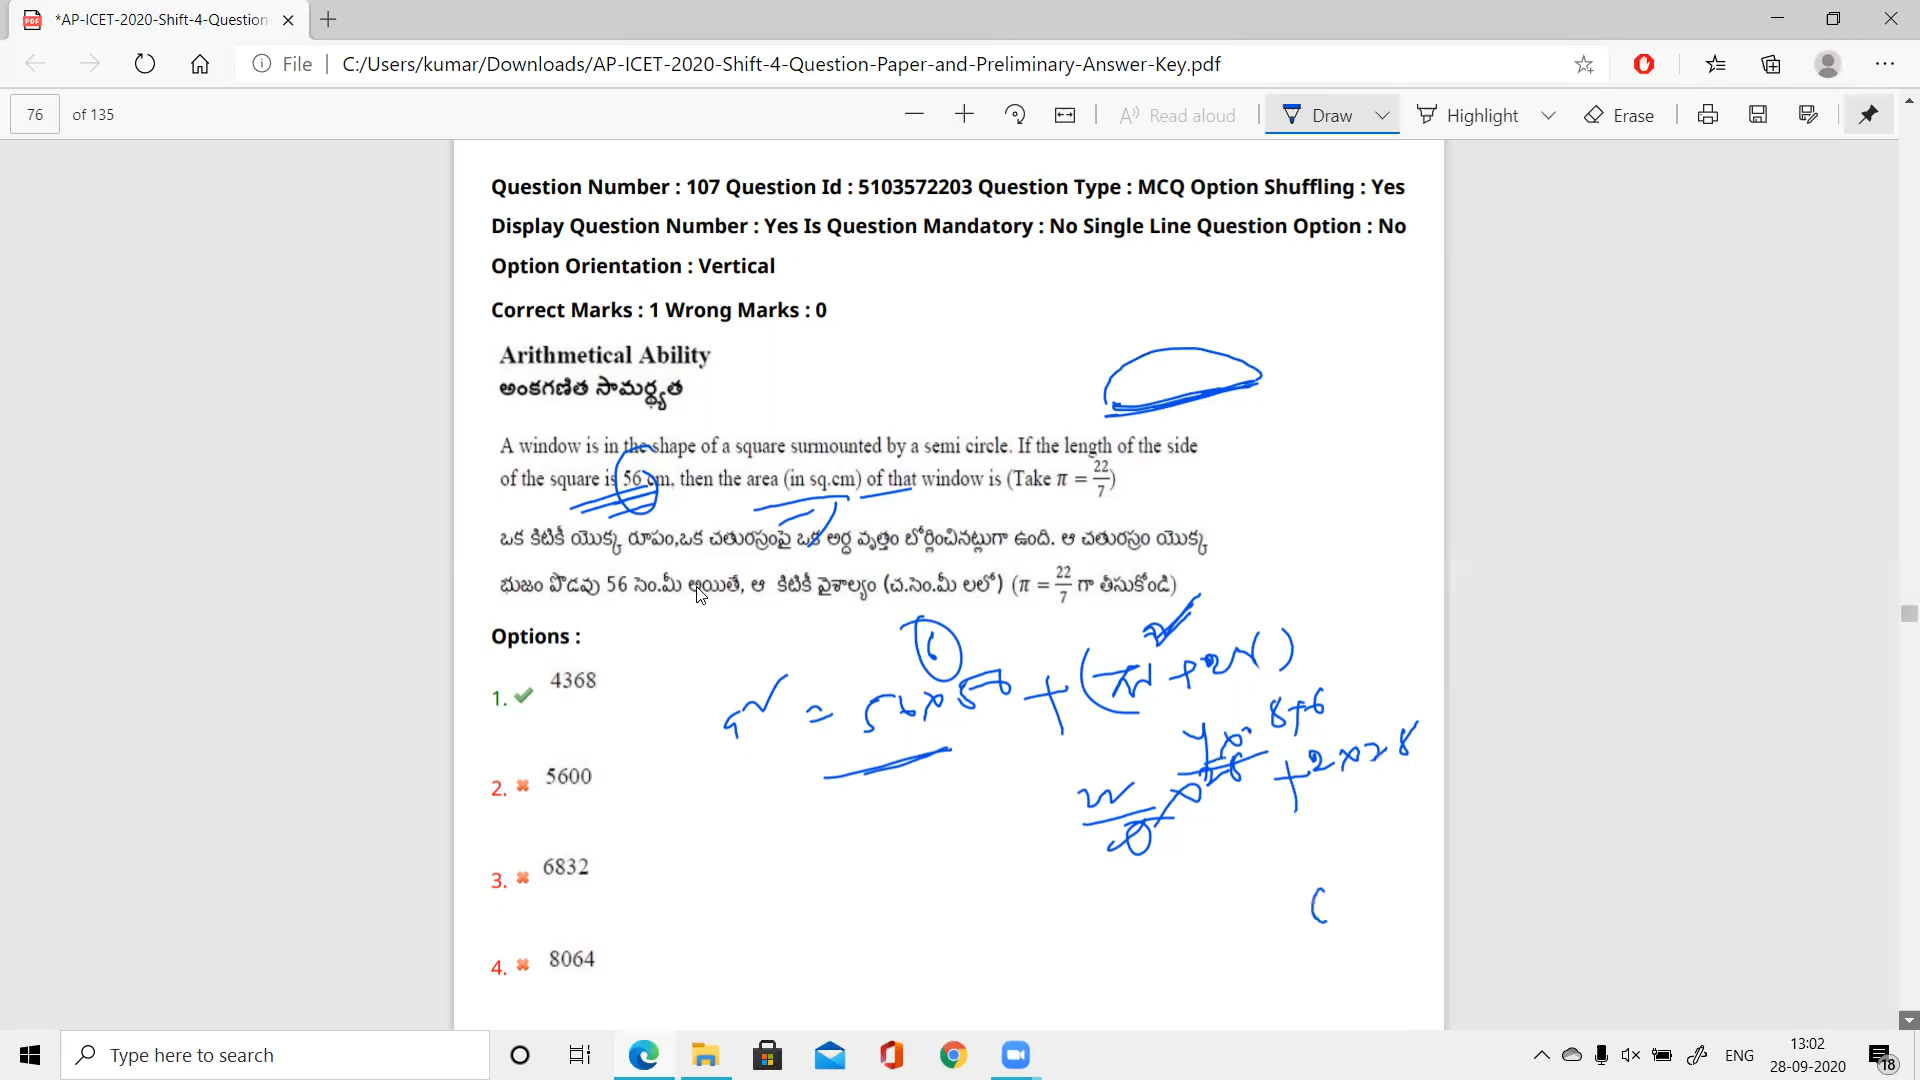 *AP-ICET-2020-Shift-4-Question
File
C:/Users/kumar/Downloads/AP-ICET-2020-Shift-4-Question-Paper-and-Preliminary-Answer-Key.pdf
76 of 135
Read aloud
Draw
Highlight
Erase
Question Number : 107 Question Id : 5103572203 Question Type : MCQ Option Shuffling : Yes
Display Question Number : Yes Is Question Mandatory : No Single Line Question Option : No
Option Orientation : Vertical
Correct Marks : 1 Wrong Marks : 0
Arithmetical Ability
అంకగణిత సామర్థ్యత
A window is in the shape of a square surmounted by a semi circle. If the length of the side
of the square is 56 cm, then the area (in sq.cm) of that window is (Take π = 22/7)
ఒక కిటికీ యొక్క రూపం,ఒక చతురస్రంపై ఒక అర్ధ వృత్తం బోర్లించినట్లుగా ఉంది. ఆ చతురస్రం యొక్క
భుజం పొడవు 56 సెం.మీ అయితే, ఆ కిటికీ వైశాల్యం (చ.సెం.మీ లలో) (π = 22/7 గా తీసుకోండి)
Options :
1. 4368
2. 5600
3. 6832
4. 8064
+ 2×28
Type here to search
ENG
13:02
28-09-2020
18